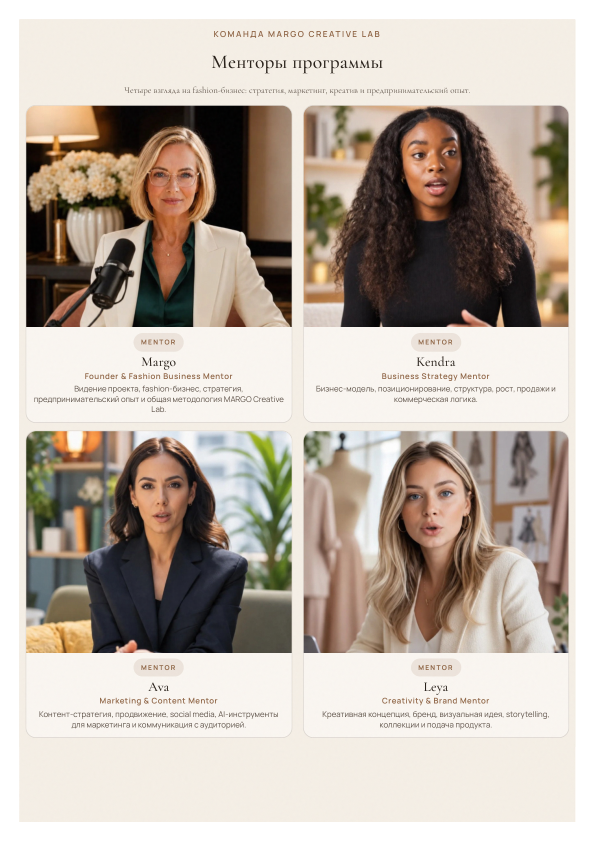 КОМАНДА MARGO CREATIVE LAB
Менторы программы
Четыре взгляда на fashion-бизнес: стратегия, маркетинг, креатив и предпринимательский опыт.
MENTOR
Margo
Founder & Fashion Business Mentor
Видение проекта, fashion-бизнес, стратегия,
предпринимательский опыт и общая методология MARGO Creative
Lab.
MENTOR
Kendra
Business Strategy Mentor
Бизнес-модель, позиционирование, структура, рост, продажи и
коммерческая логика.
MENTOR
Ava
Marketing & Content Mentor
Контент-стратегия, продвижение, social media, AI-инструменты
для маркетинга и коммуникация с аудиторией.
MENTOR
Leya
Creativity & Brand Mentor
Креативная концепция, бренд, визуальная идея, storytelling,
коллекции и подача продукта.